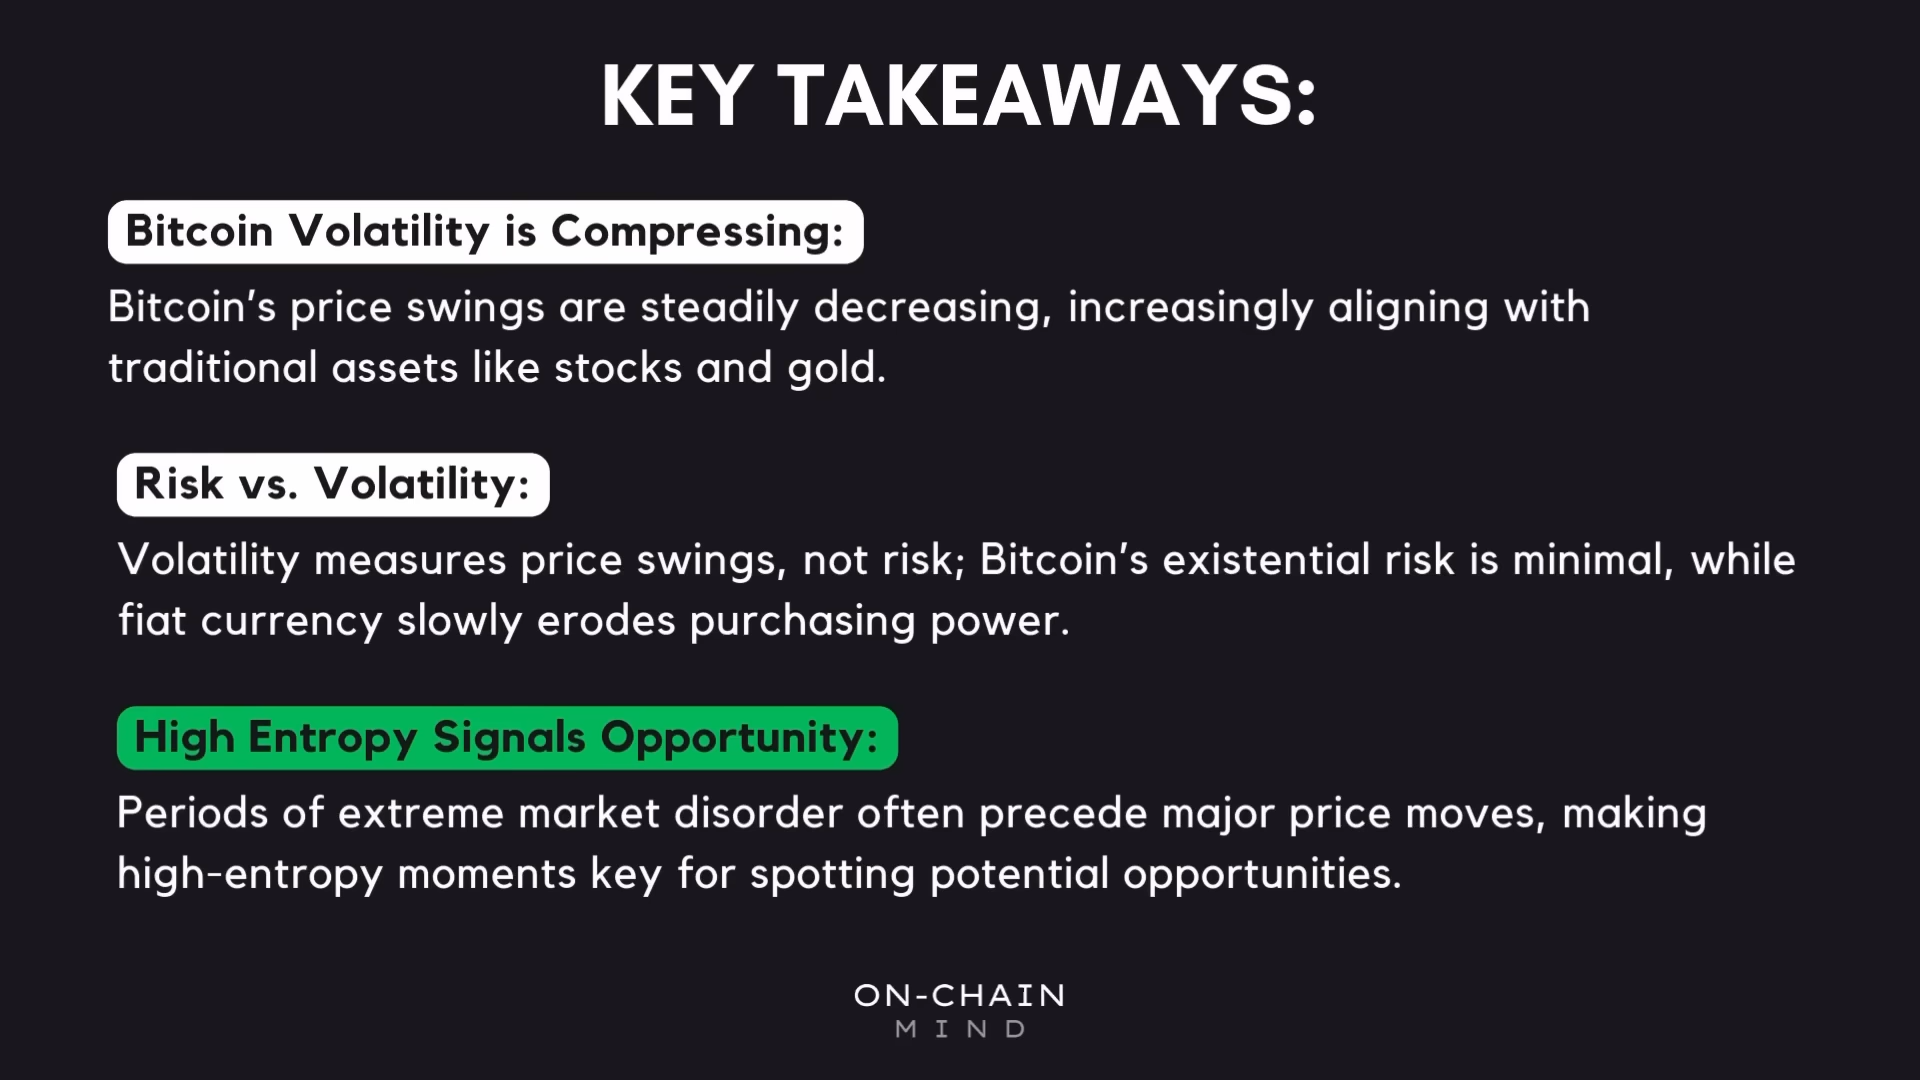 KEY TAKEAWAYS:
Bitcoin Volatility is Compressing:
Bitcoin’s price swings are steadily decreasing, increasingly aligning with
traditional assets like stocks and gold.
Risk vs. Volatility:
Volatility measures price swings, not risk; Bitcoin’s existential risk is minimal, while
fiat currency slowly erodes purchasing power.
High Entropy Signals Opportunity:
Periods of extreme market disorder often precede major price moves, making
high-entropy moments key for spotting potential opportunities.
ON-CHAIN
MIND